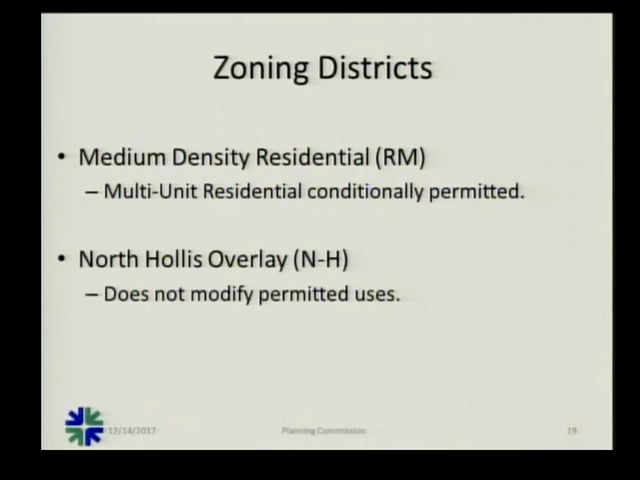 Zoning Districts
• Medium Density Residential (RM)
– Multi-Unit Residential conditionally permitted.
• North Hollis Overlay (N-H)
– Does not modify permitted uses.
12/14/2017
Planning Commission
19